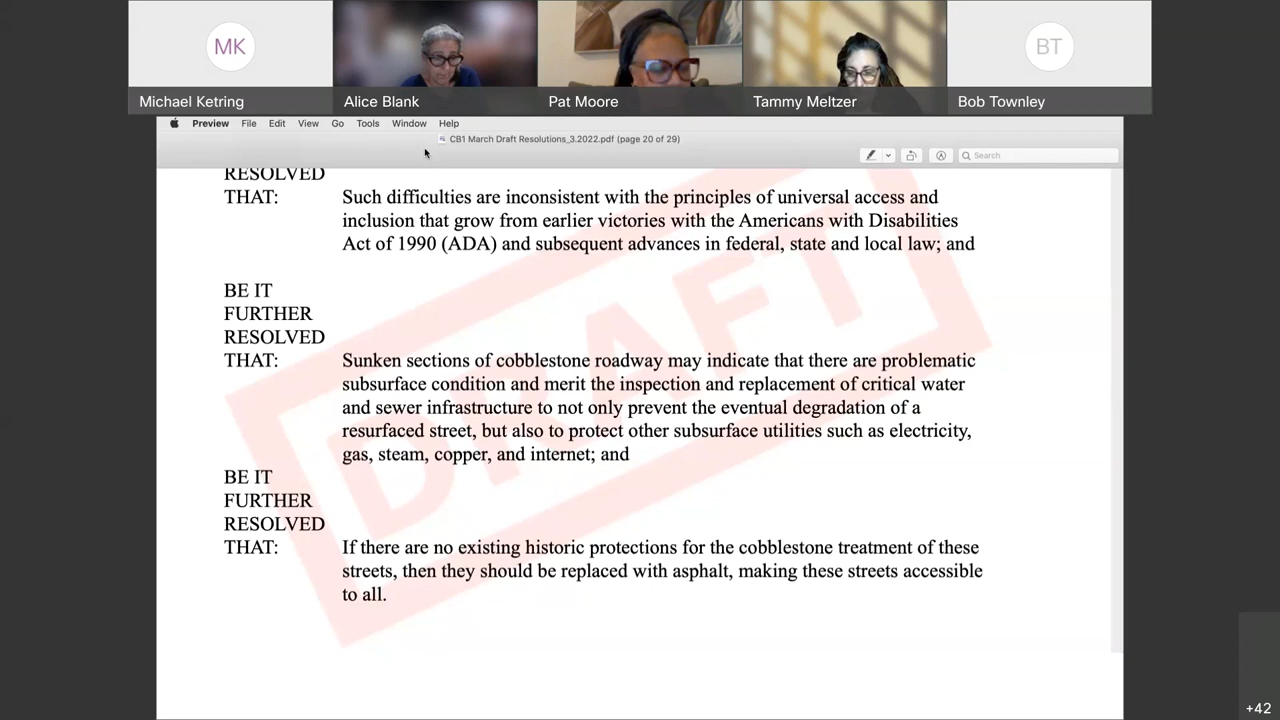 MK
BT
Michael Ketring
Alice Blank
Pat Moore
Tammy Meltzer
Bob Townley
Preview File Edit View Go Tools Window Help
CB1 March Draft Resolutions_3.2022.pdf (page 20 of 29)
Search
RESOLVED
THAT: Such difficulties are inconsistent with the principles of universal access and
inclusion that grow from earlier victories with the Americans with Disabilities
Act of 1990 (ADA) and subsequent advances in federal, state and local law; and
BE IT
FURTHER
RESOLVED
THAT: Sunken sections of cobblestone roadway may indicate that there are problematic
subsurface condition and merit the inspection and replacement of critical water
and sewer infrastructure to not only prevent the eventual degradation of a
resurfaced street, but also to protect other subsurface utilities such as electricity,
gas, steam, copper, and internet; and
BE IT
FURTHER
RESOLVED
THAT: If there are no existing historic protections for the cobblestone treatment of these
streets, then they should be replaced with asphalt, making these streets accessible
to all.
DRAFT
+42